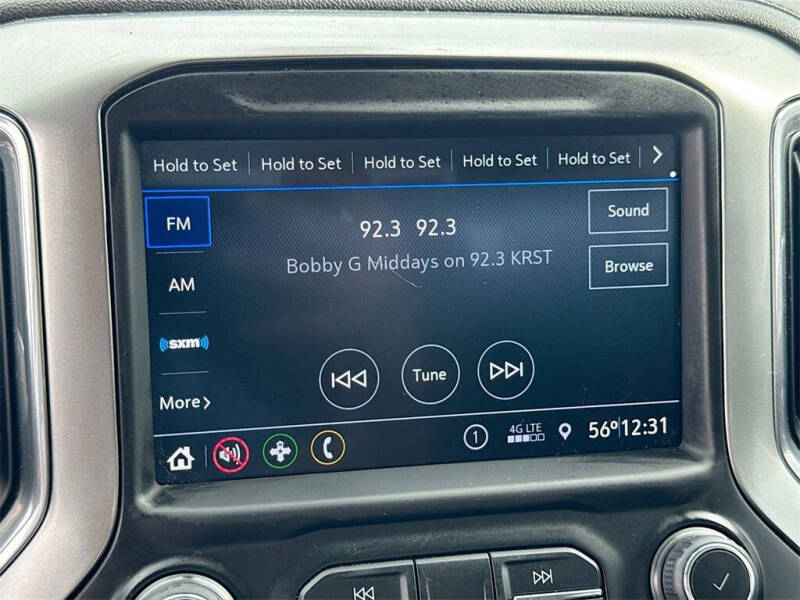 Hold to Set Hold to Set Hold to Set Hold to Set Hold to Set
FM
92.3 92.3
Sound
Bobby G Middays on 92.3 KRST
Browse
AM
sxm
Tune
More
1 4G LTE 56° 12:31